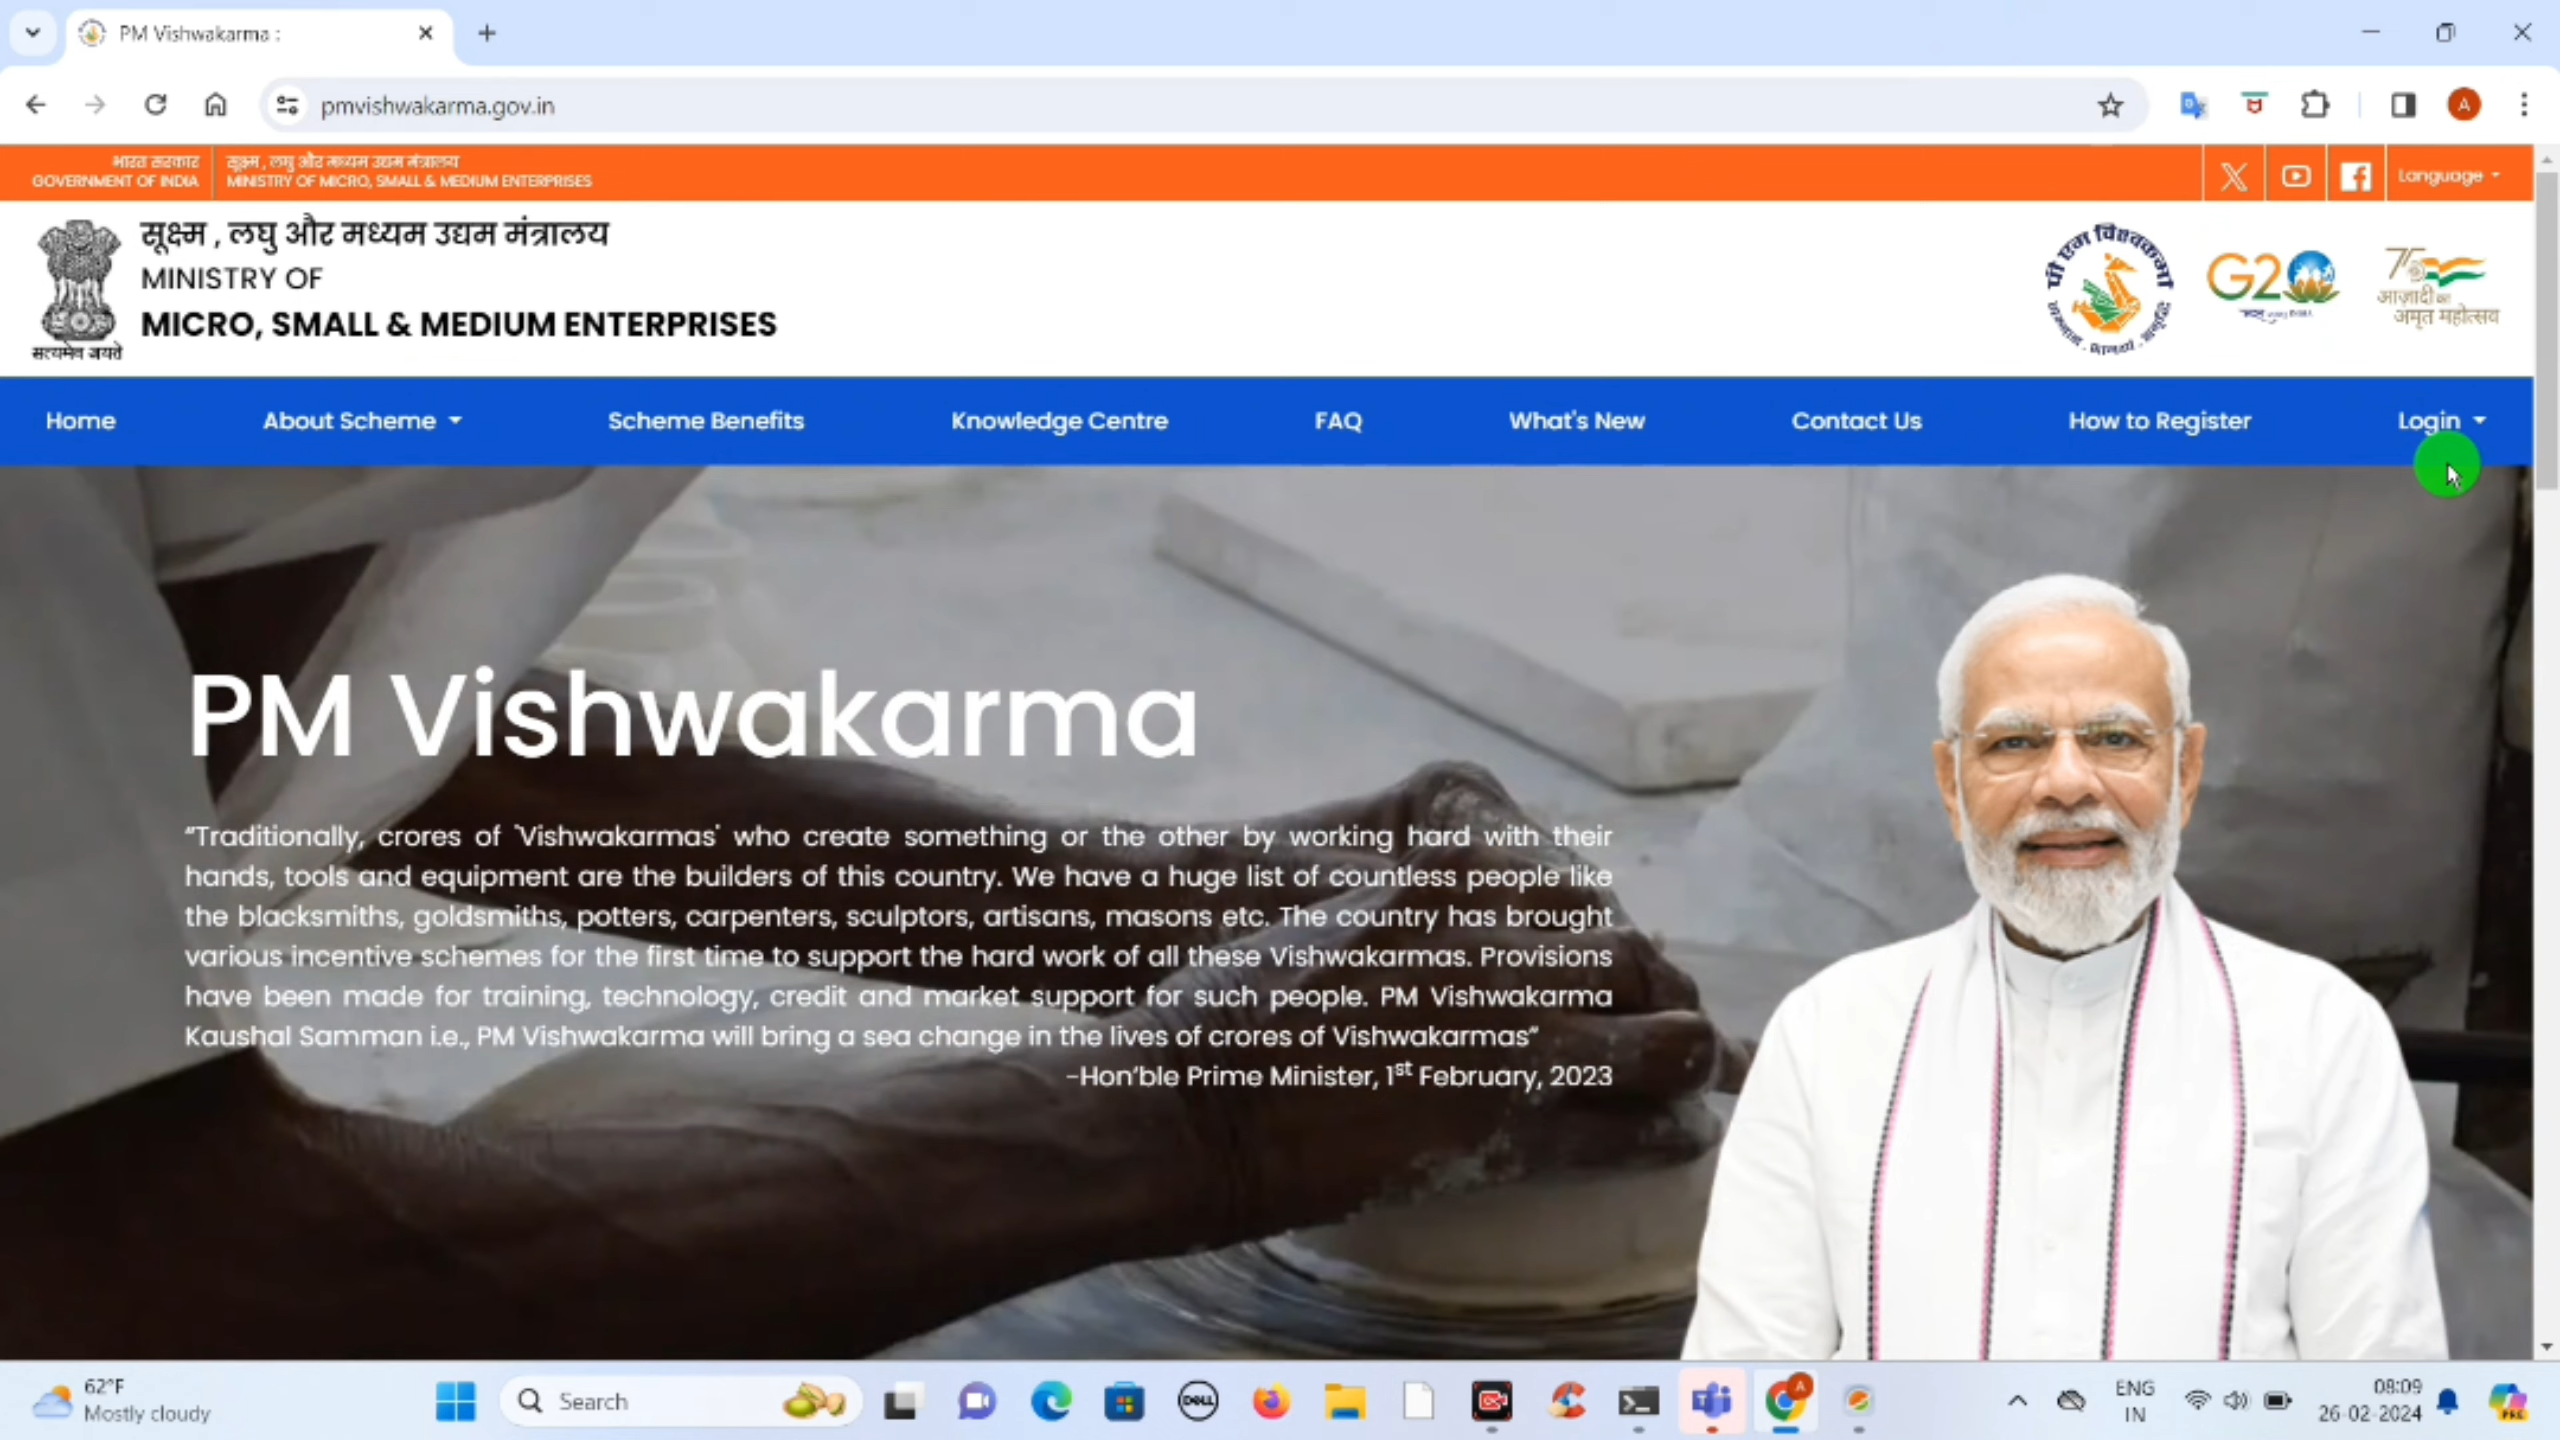 PM Vishwakarma :
pmvishwakarma.gov.in
A
भारत सरकार
GOVERNMENT OF INDIA
सूक्ष्म , लघु और मध्यम उद्यम मंत्रालय
MINISTRY OF MICRO, SMALL & MEDIUM ENTERPRISES
Language
सूक्ष्म , लघु और मध्यम उद्यम मंत्रालय
MINISTRY OF
MICRO, SMALL & MEDIUM ENTERPRISES
सत्यमेव जयते
पी एम विश्वकर्मा
G20
75
आज़ादी का
अमृत महोत्सव
Home
About Scheme
Scheme Benefits
Knowledge Centre
FAQ
What's New
Contact Us
How to Register
Login
PM Vishwakarma
“Traditionally, crores of 'Vishwakarmas' who create something or the other by working hard with their
hands, tools and equipment are the builders of this country. We have a huge list of countless people like
the blacksmiths, goldsmiths, potters, carpenters, sculptors, artisans, masons etc. The country has brought
various incentive schemes for the first time to support the hard work of all these Vishwakarmas. Provisions
have been made for training, technology, credit and market support for such people. PM Vishwakarma
Kaushal Samman i.e., PM Vishwakarma will bring a sea change in the lives of crores of Vishwakarmas”
-Hon’ble Prime Minister, 1st February, 2023
62°F
Mostly cloudy
Search
DELL
A
ENG
IN
08:09
26-02-2024
PRE